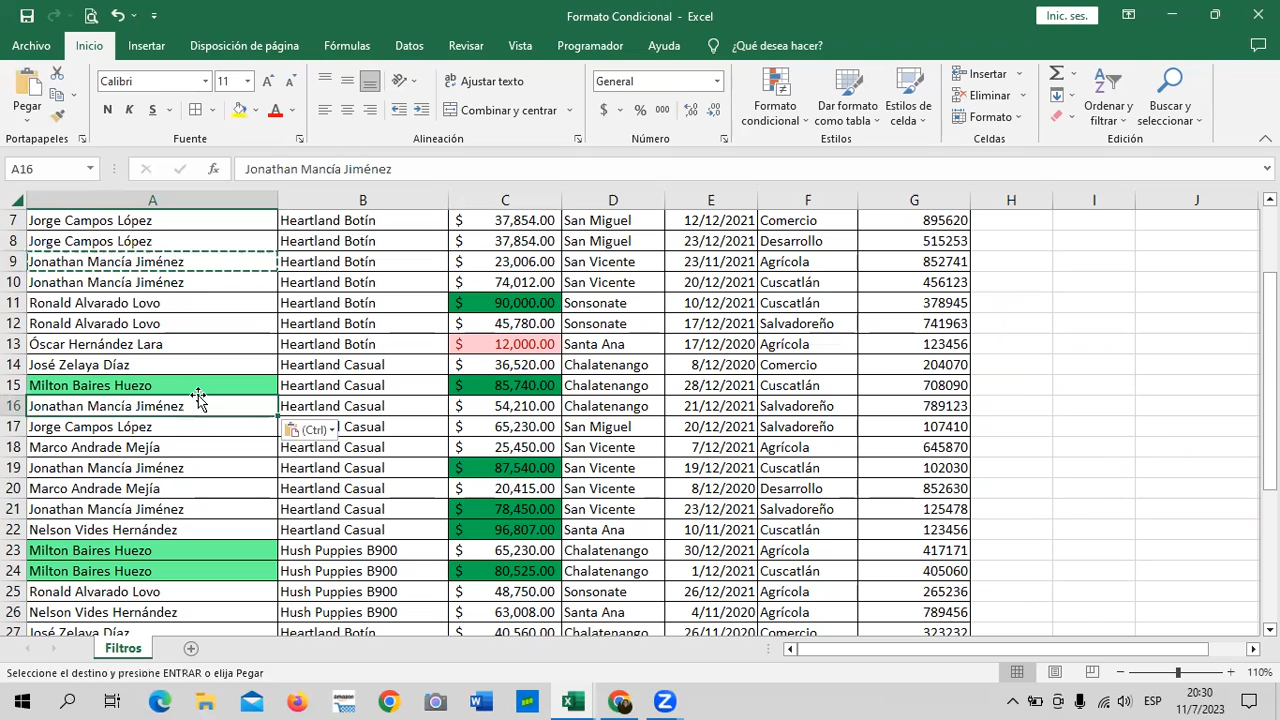 Formato Condicional - Excel
Inic. ses.
Archivo Inicio Insertar Disposición de página Fórmulas Datos Revisar Vista Programador Ayuda ¿Qué desea hacer?
Pegar
Calibri 11
N K S
Ajustar texto
Combinar y centrar
General
$ % 000
Formato condicional
Dar formato como tabla
Estilos de celda
Insertar
Eliminar
Formato
Ordenar y filtrar
Buscar y seleccionar
Portapapeles Fuente Alineación Número Estilos Celdas Edición
A16 fx Jonathan Mancía Jiménez
A B C D E F G H I J
7 Jorge Campos López Heartland Botín $ 37,854.00 San Miguel 12/12/2021 Comercio 895620
8 Jorge Campos López Heartland Botín $ 37,854.00 San Miguel 23/12/2021 Desarrollo 515253
9 Jonathan Mancía Jiménez Heartland Botín $ 23,006.00 San Vicente 23/11/2021 Agrícola 852741
10 Jonathan Mancía Jiménez Heartland Botín $ 74,012.00 San Vicente 20/12/2021 Cuscatlán 456123
11 Ronald Alvarado Lovo Heartland Botín $ 90,000.00 Sonsonate 10/12/2021 Cuscatlán 378945
12 Ronald Alvarado Lovo Heartland Botín $ 45,780.00 Sonsonate 17/12/2021 Salvadoreño 741963
13 Óscar Hernández Lara Heartland Botín $ 12,000.00 Santa Ana 17/12/2020 Agrícola 123456
14 José Zelaya Díaz Heartland Casual $ 36,520.00 Chalatenango 8/12/2020 Comercio 204070
15 Milton Baires Huezo Heartland Casual $ 85,740.00 Chalatenango 28/12/2021 Cuscatlán 708090
16 Jonathan Mancía Jiménez Heartland Casual $ 54,210.00 Chalatenango 21/12/2021 Salvadoreño 789123
17 Jorge Campos López (Ctrl) Casual $ 65,230.00 San Miguel 20/12/2021 Salvadoreño 107410
18 Marco Andrade Mejía Heartland Casual $ 25,450.00 San Vicente 7/12/2021 Agrícola 645870
19 Jonathan Mancía Jiménez Heartland Casual $ 87,540.00 San Vicente 19/12/2021 Cuscatlán 102030
20 Marco Andrade Mejía Heartland Casual $ 20,415.00 San Vicente 8/12/2020 Desarrollo 852630
21 Jonathan Mancía Jiménez Heartland Casual $ 78,450.00 San Vicente 23/12/2021 Salvadoreño 125478
22 Nelson Vides Hernández Heartland Casual $ 96,807.00 Santa Ana 10/11/2021 Cuscatlán 123456
23 Milton Baires Huezo Hush Puppies B900 $ 65,230.00 Chalatenango 30/12/2021 Agrícola 417171
24 Milton Baires Huezo Hush Puppies B900 $ 80,525.00 Chalatenango 1/12/2021 Cuscatlán 405060
25 Ronald Alvarado Lovo Hush Puppies B900 $ 48,750.00 Sonsonate 26/12/2021 Agrícola 265236
26 Nelson Vides Hernández Hush Puppies B900 $ 63,008.00 Santa Ana 4/11/2020 Agrícola 789456
27 José Zelaya Díaz Heartland Botín $ 40,560.00 Chalatenango 26/11/2020 Comercio 323232
Filtros
Seleccione el destino y presione ENTRAR o elija Pegar
110%
ESP
20:30
11/7/2023